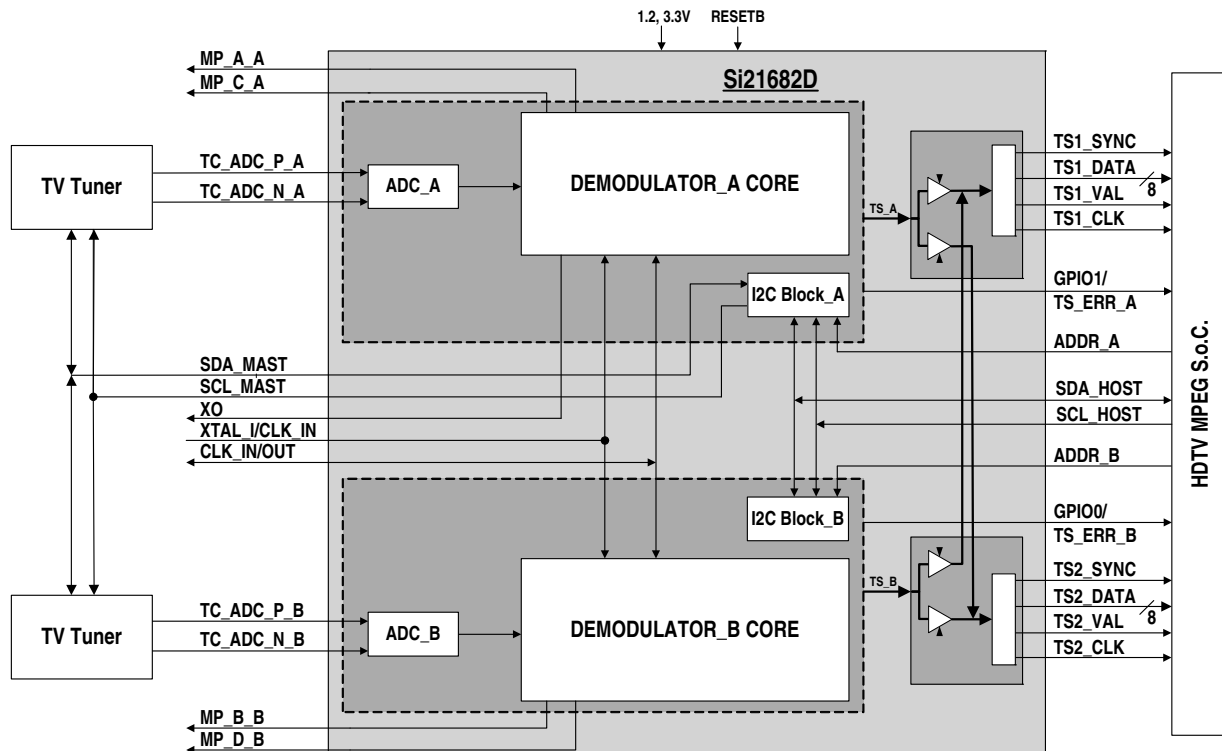 1.2, 3.3V RESETB
Si21682D
MP_A_A
MP_C_A
TV Tuner
TC_ADC_P_A
TC_ADC_N_A
ADC_A
DEMODULATOR_A CORE
TS_A
TS1_SYNC
TS1_DATA
8
TS1_VAL
TS1_CLK
I2C Block_A
GPIO1/
TS_ERR_A
ADDR_A
SDA_MAST
SCL_MAST
XO
XTAL_I/CLK_IN
CLK_IN/OUT
SDA_HOST
SCL_HOST
ADDR_B
HDTV MPEG S.o.C.
I2C Block_B
GPIO0/
TS_ERR_B
TV Tuner
TC_ADC_P_B
TC_ADC_N_B
ADC_B
DEMODULATOR_B CORE
TS_B
TS2_SYNC
TS2_DATA
8
TS2_VAL
TS2_CLK
MP_B_B
MP_D_B